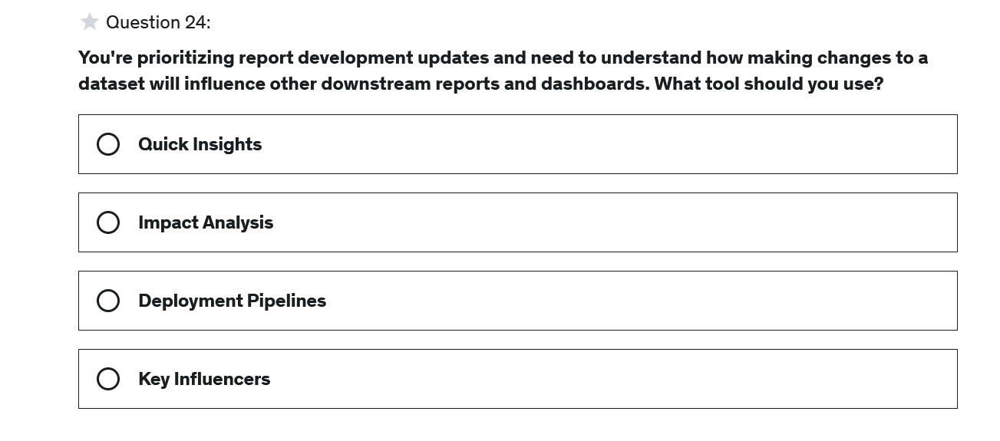 Question 24:
You're prioritizing report development updates and need to understand how making changes to a
dataset will influence other downstream reports and dashboards. What tool should you use?
Quick Insights
Impact Analysis
Deployment Pipelines
Key Influencers